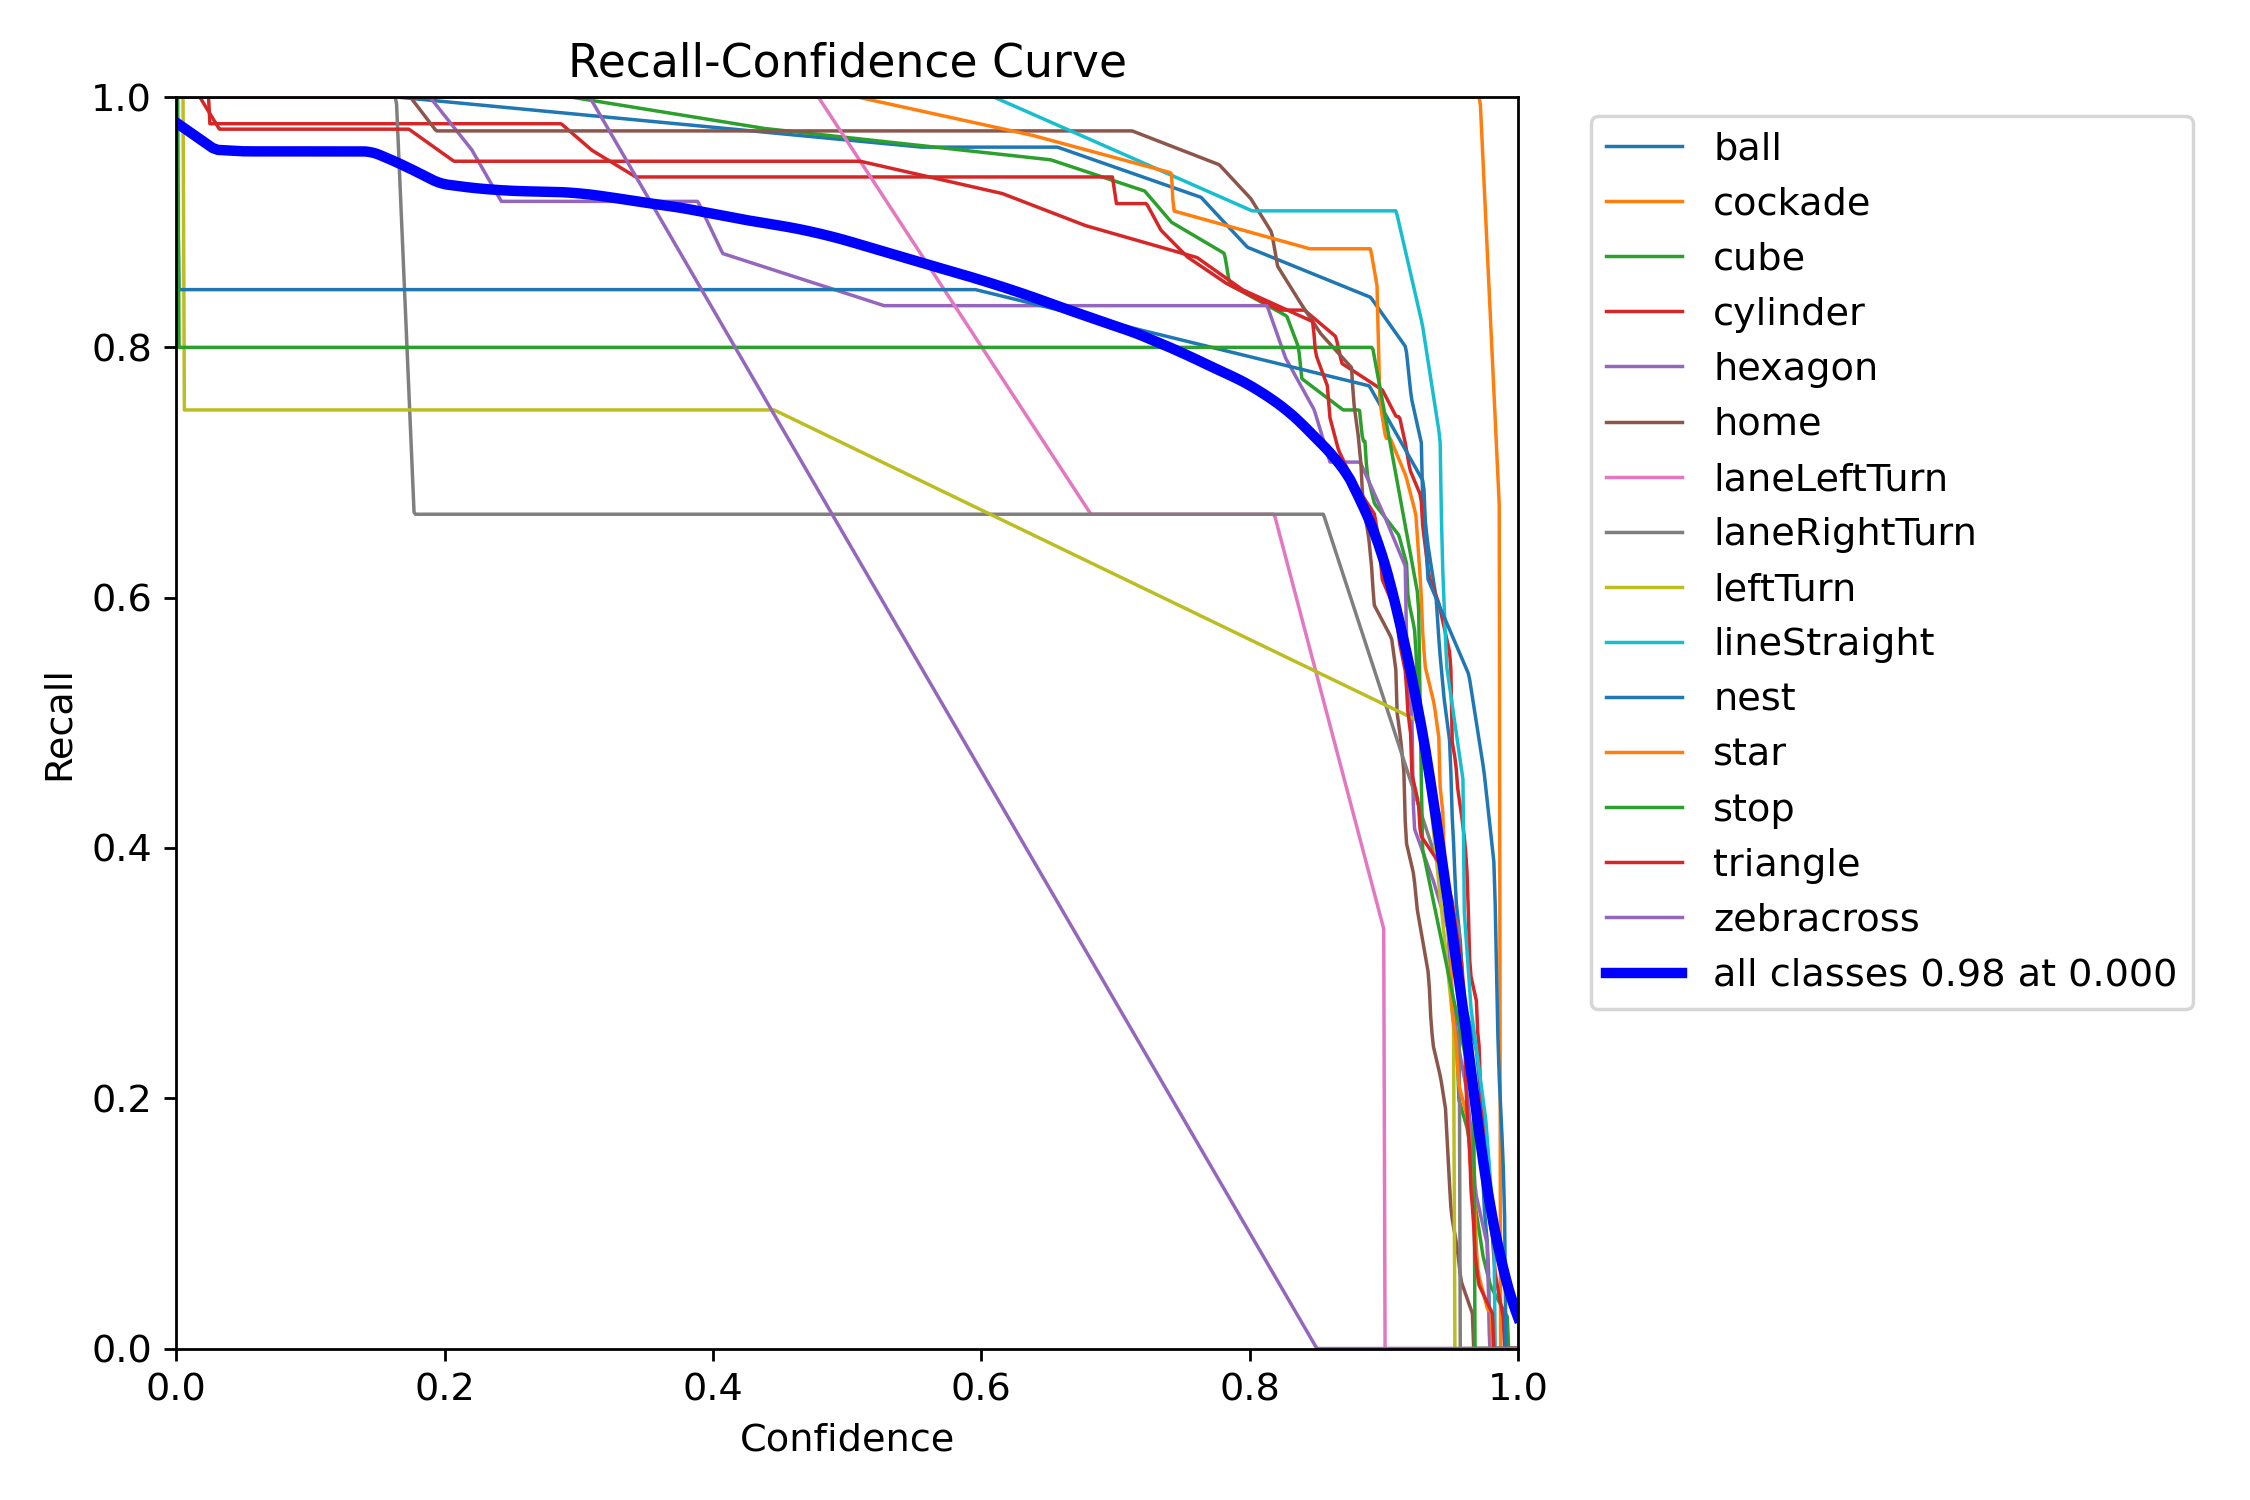 Recall-Confidence Curve
1.0
0.8
0.6
0.4
0.2
0.0
Recall
0.0 0.2 0.4 0.6 0.8 1.0
Confidence
ball
cockade
cube
cylinder
hexagon
home
laneLeftTurn
laneRightTurn
leftTurn
lineStraight
nest
star
stop
triangle
zebracross
all classes 0.98 at 0.000